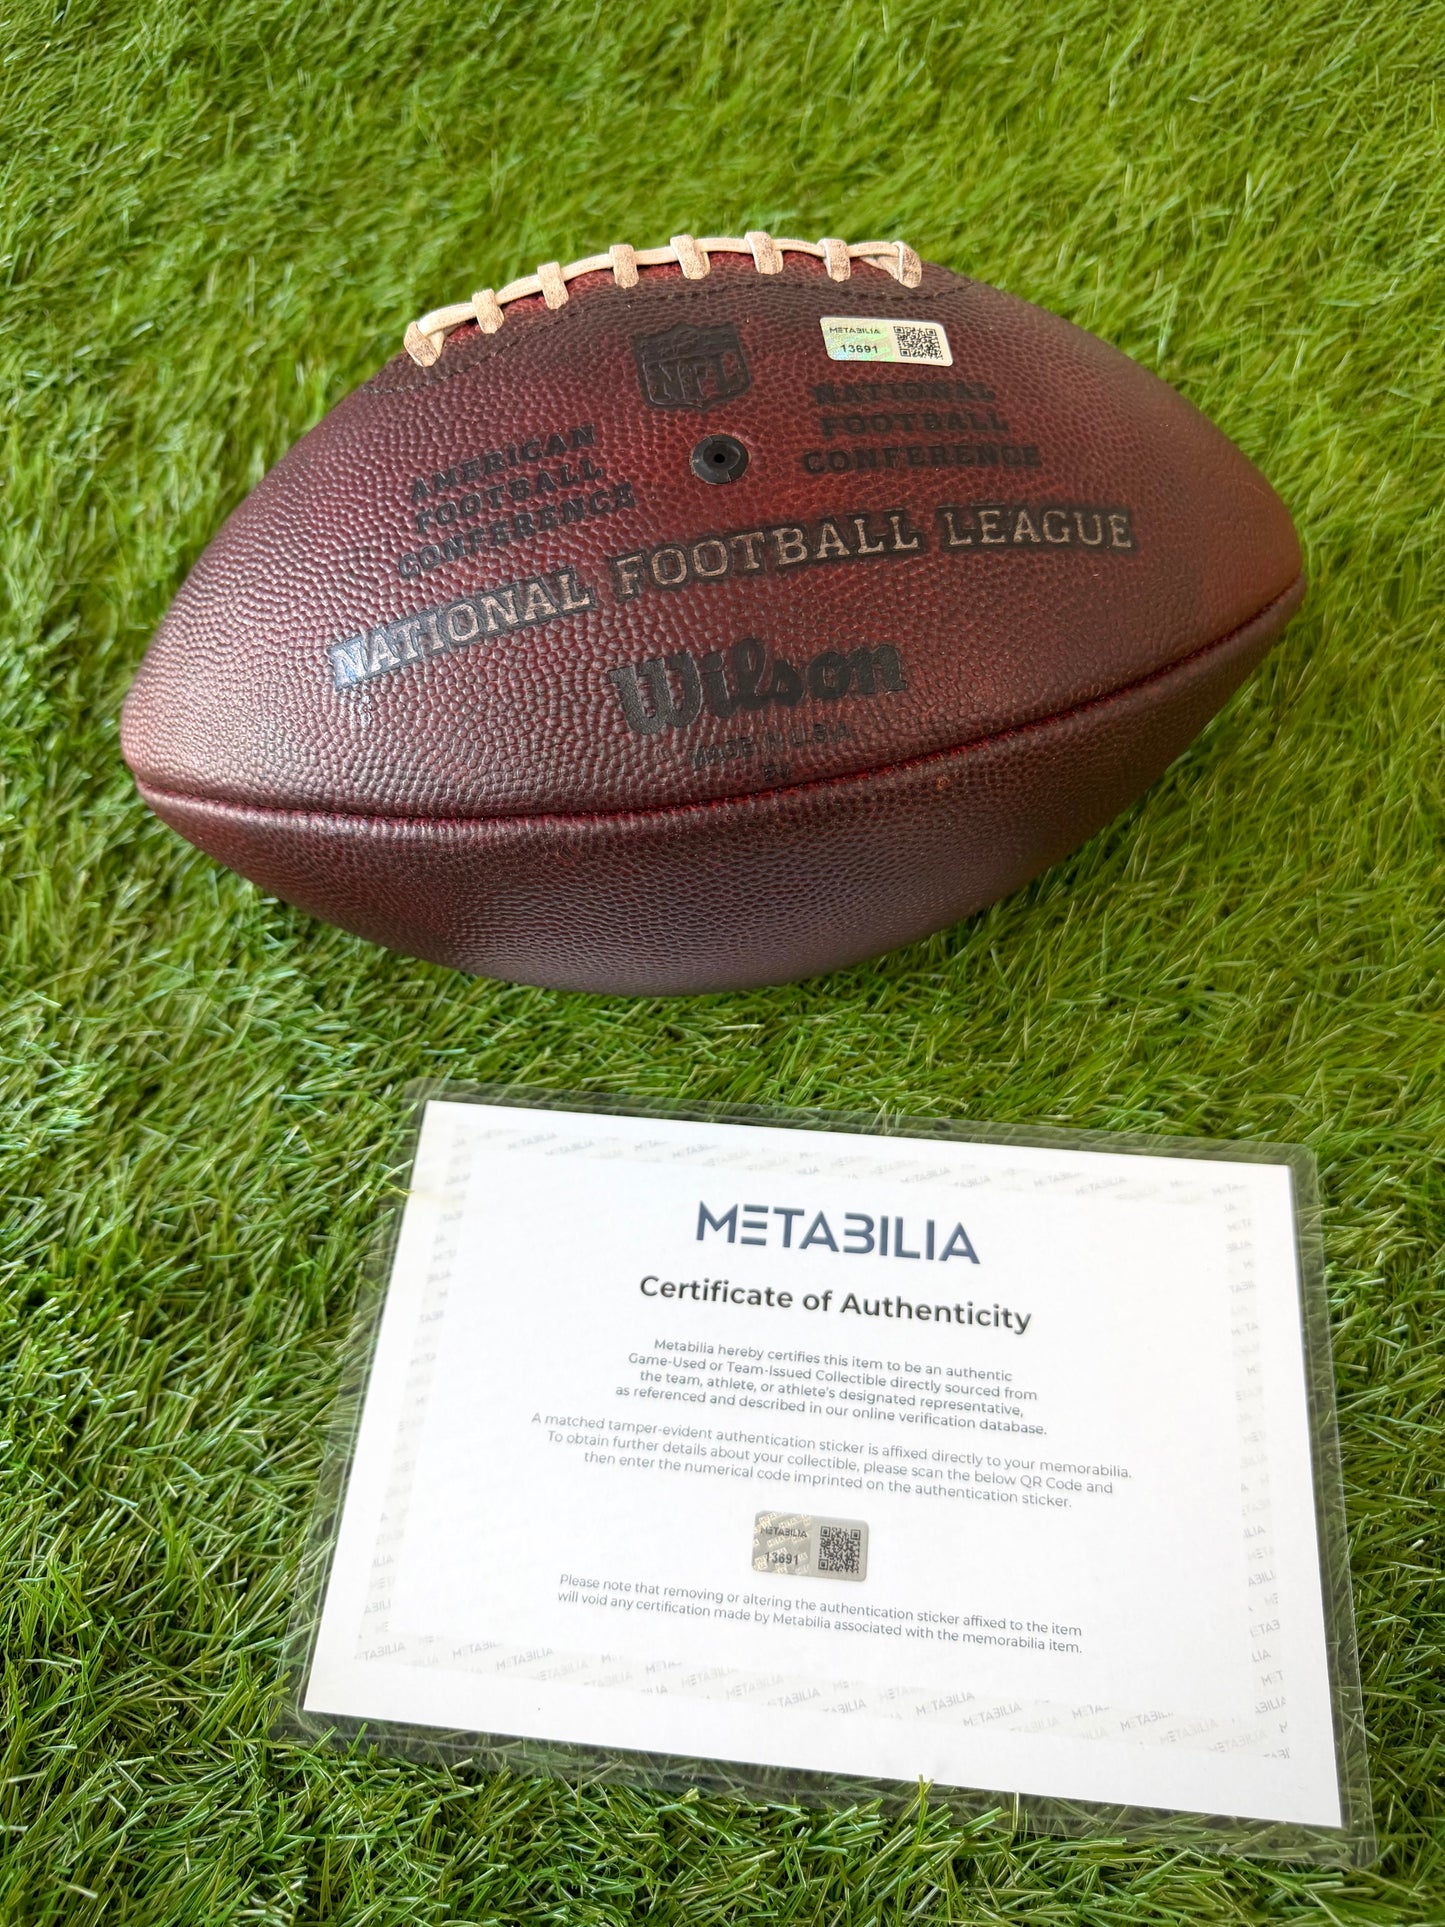 METABILIA
13691
NFL
NATIONAL
FOOTBALL
CONFERENCE
AMERICAN
FOOTBALL
CONFERENCE
NATIONAL FOOTBALL LEAGUE
Wilson
MADE IN U.S.A.
METABILIA
Certificate of Authenticity
Metabilia hereby certifies this item to be an authentic
Game-Used or Team-Issued Collectible directly sourced from
the team, athlete, or athlete's designated representative,
as referenced and described in our online verification database.
A matched tamper-evident authentication sticker is affixed directly to your memorabilia.
To obtain further details about your collectible, please scan the below QR Code and
then enter the numerical code imprinted on the authentication sticker.
METABILIA
13691
Please note that removing or altering the authentication sticker affixed to the item
will void any certification made by Metabilia associated with the memorabilia item.